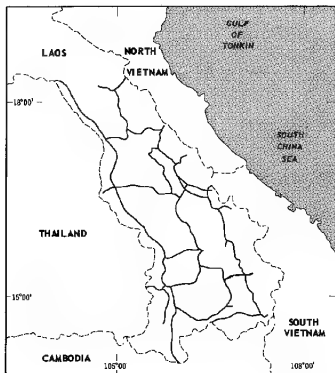 GULF
OF
TONKIN
LAOS
NORTH
VIETNAM
18°00'
SOUTH
CHINA
SEA
THAILAND
15°00'
SOUTH
VIETNAM
CAMBODIA
105°00'
108°00'